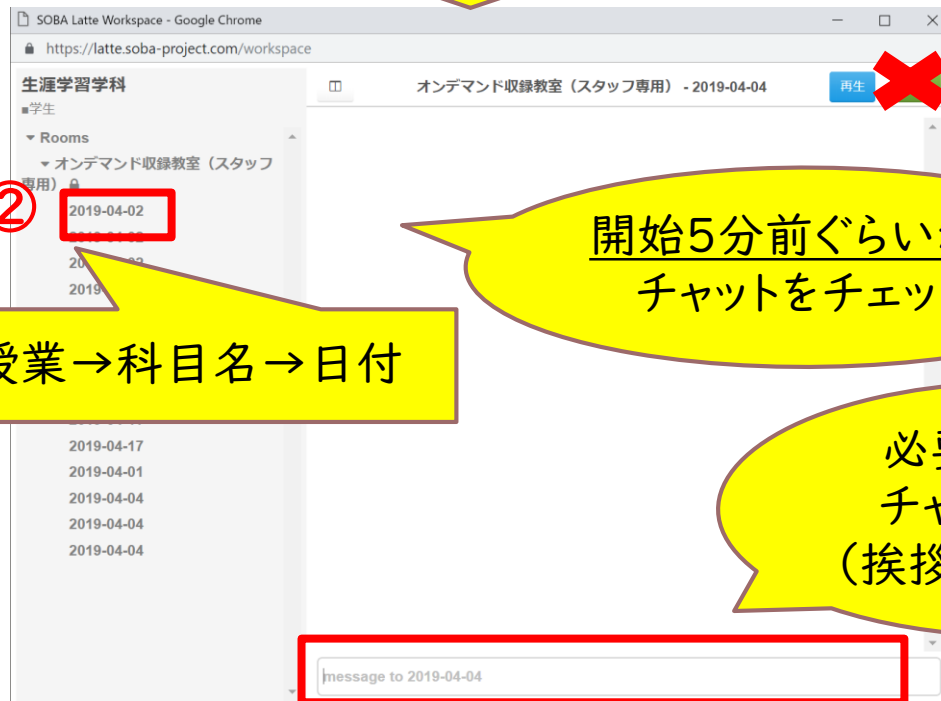 SOBA Latte Workspace - Google Chrome
https://latte.soba-project.com/workspace
生涯学習学科
■学生
オンデマンド収録教室（スタッフ専用） - 2019-04-04
再生
Rooms
オンデマンド収録教室（スタッフ
専用）
②
2019-04-02
2019
開始5分前ぐらい
チャットをチェッ
授業→科目名→日付
2019-04-17
2019-04-01
2019-04-04
2019-04-04
2019-04-04
必要
チャ
（挨拶
message to 2019-04-04